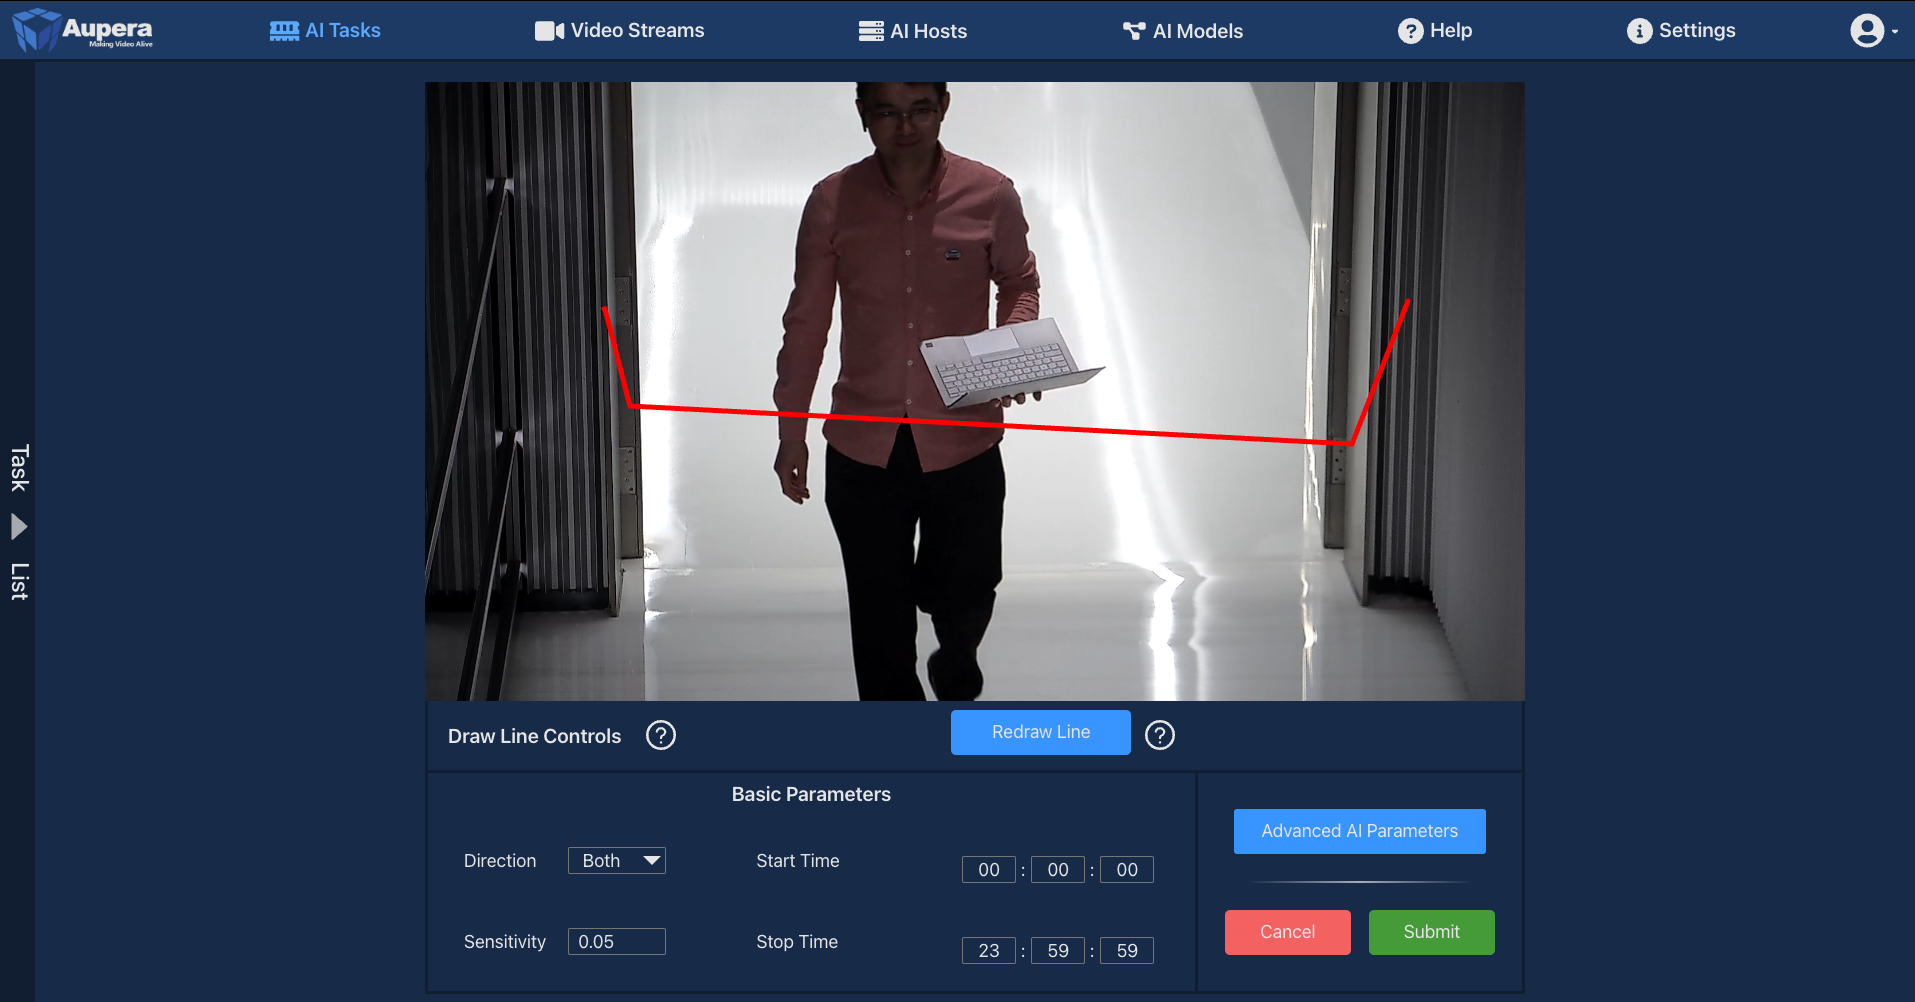 Aupera
Making Video Alive
AI Tasks
Video Streams
AI Hosts
AI Models
? Help
i Settings
Task
List
Draw Line Controls ?
Redraw Line ?
Basic Parameters
Direction Both
Start Time 00 : 00 : 00
Sensitivity 0.05
Stop Time 23 : 59 : 59
Advanced AI Parameters
Cancel
Submit